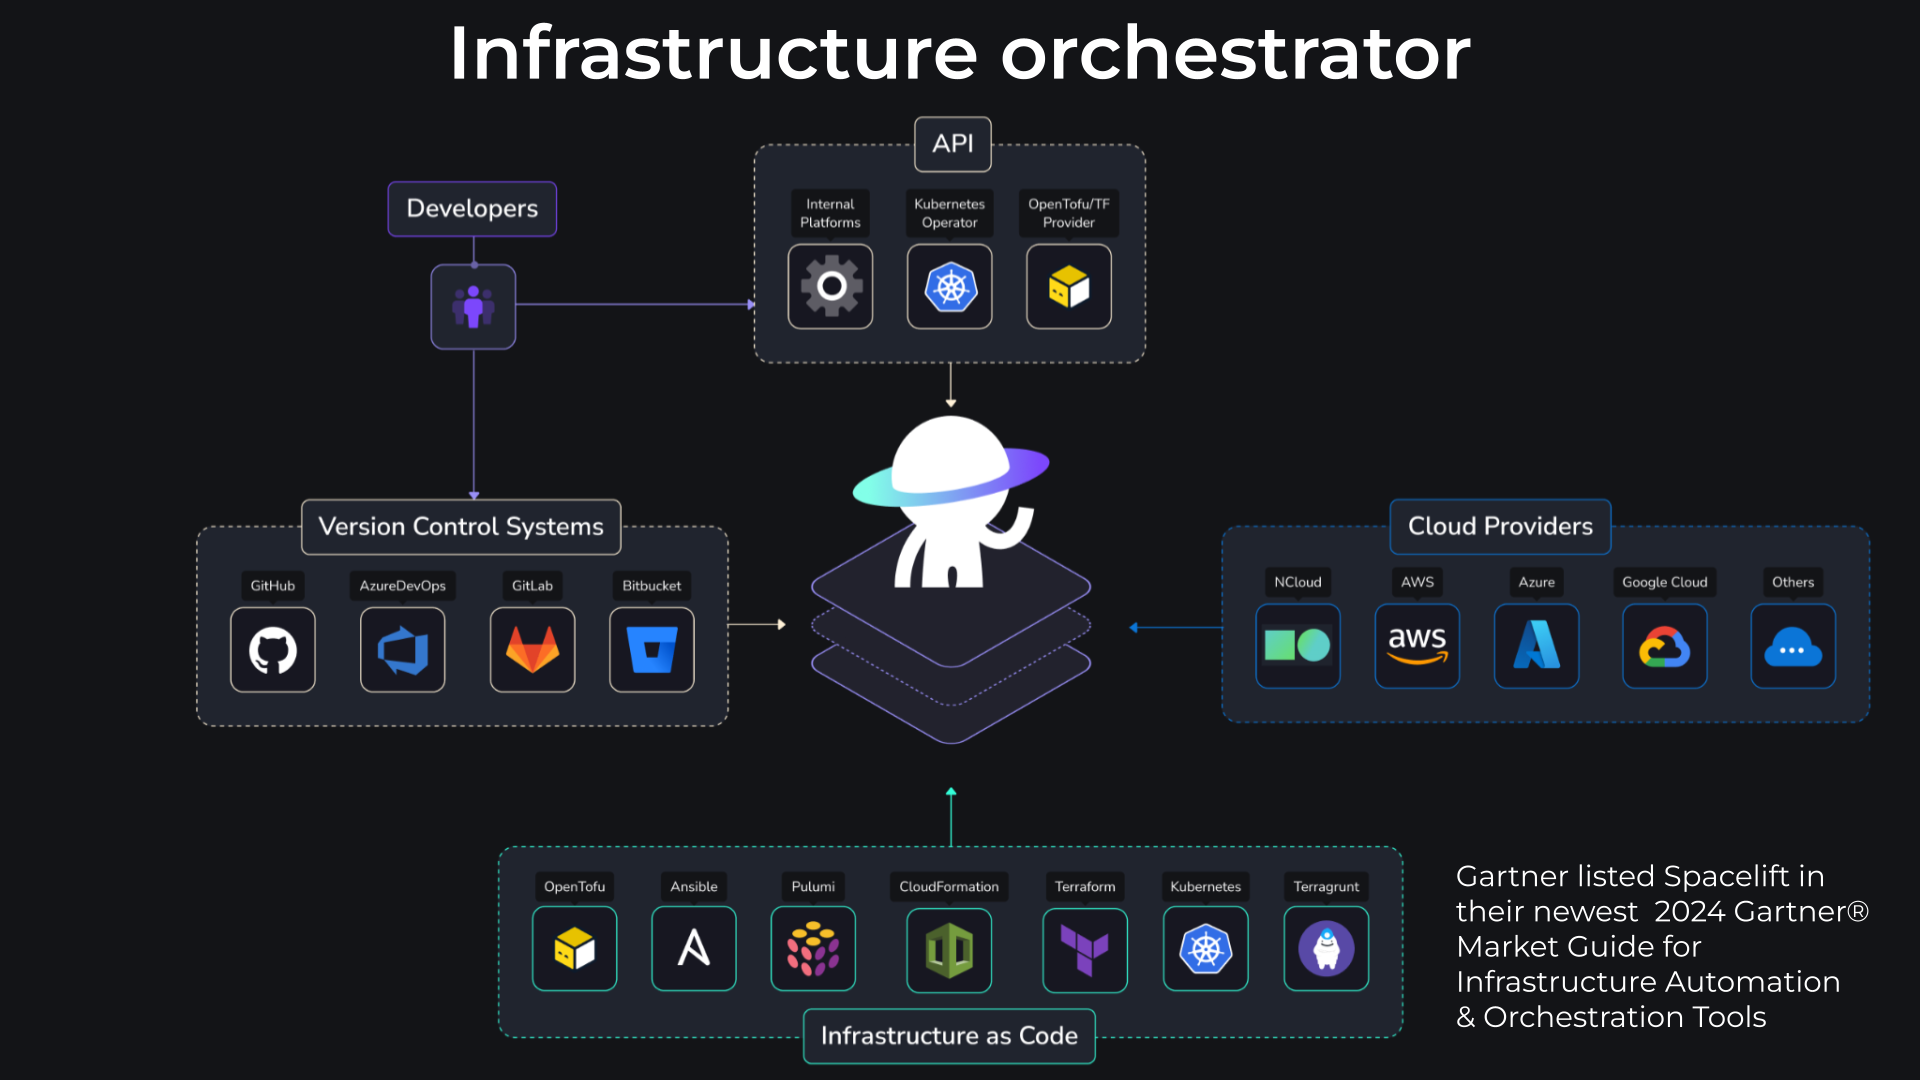 Infrastructure orchestrator
API
Developers
Internal
Platforms
Kubernetes
Operator
OpenTofu/TF
Provider
Version Control Systems
GitHub
AzureDevOps
GitLab
Bitbucket
Cloud Providers
NCloud
AWS
Azure
Google Cloud
Others
aws
OpenTofu
Ansible
Pulumi
CloudFormation
Terraform
Kubernetes
Terragrunt
Infrastructure as Code
Gartner listed Spacelift in
their newest  2024 Gartner®
Market Guide for
Infrastructure Automation
& Orchestration Tools